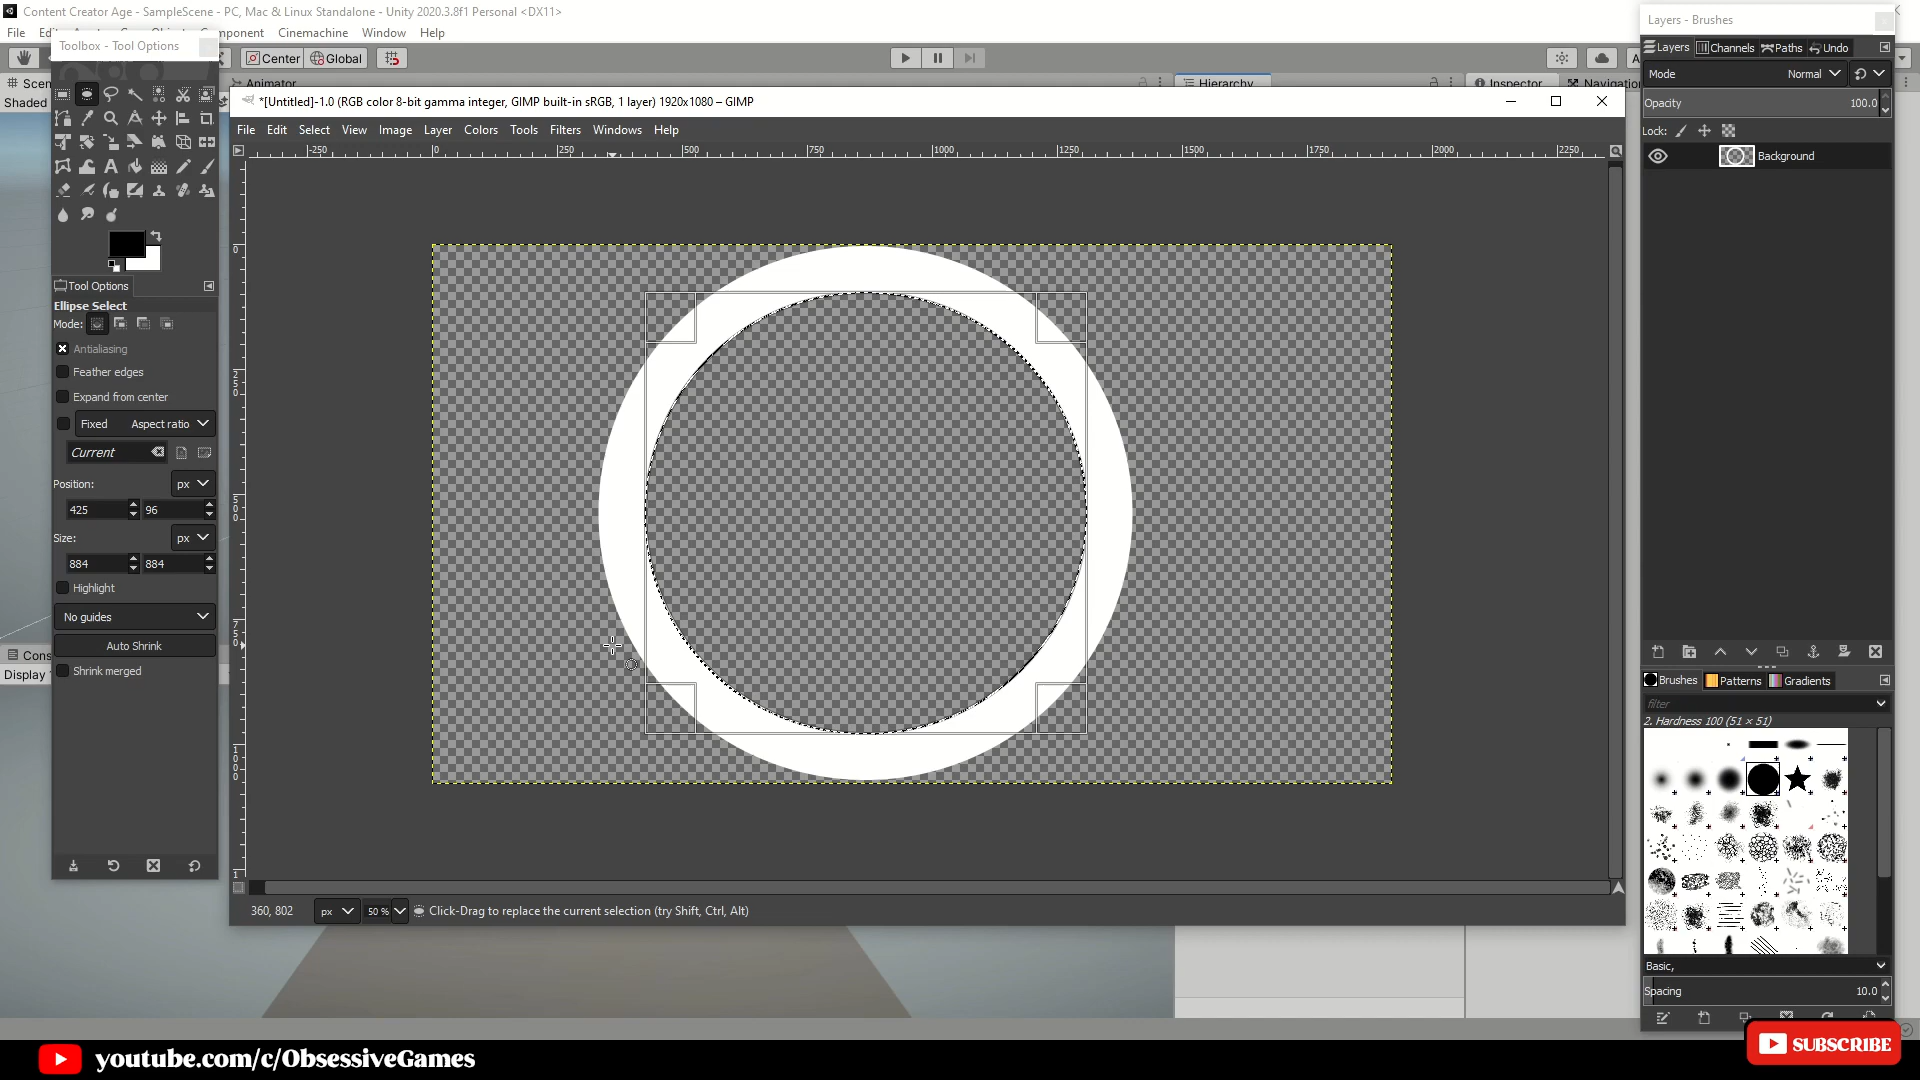 Content Creator Age - SampleScene - PC, Mac & Linux Standalone - Unity 2020.3.8f1 Personal <DX11>
File
Component Cinemachine Window Help
Center Global
Animator
Hierarchy
Inspector
Navigation
Scen
Shaded
Cons
Display
Toolbox - Tool Options
Tool Options
Ellipse Select
Mode:
Antialiasing
Feather edges
Expand from center
Fixed Aspect ratio
Current
Position: px
425 96
Size: px
884 884
Highlight
No guides
Auto Shrink
Shrink merged
*[Untitled]-1.0 (RGB color 8-bit gamma integer, GIMP built-in sRGB, 1 layer) 1920x1080 – GIMP
File Edit Select View Image Layer Colors Tools Filters Windows Help
-250 0 250 500 750 1000 1250 1500 1750 2000 2250
0
250
500
750
1000
360, 802 px 50 % Click-Drag to replace the current selection (try Shift, Ctrl, Alt)
Layers - Brushes
Layers Channels Paths Undo
Mode Normal
Opacity 100.0
Lock:
Background
Brushes Patterns Gradients
filter
2. Hardness 100 (51 × 51)
Basic,
Spacing 10.0
youtube.com/c/ObsessiveGames
SUBSCRIBE